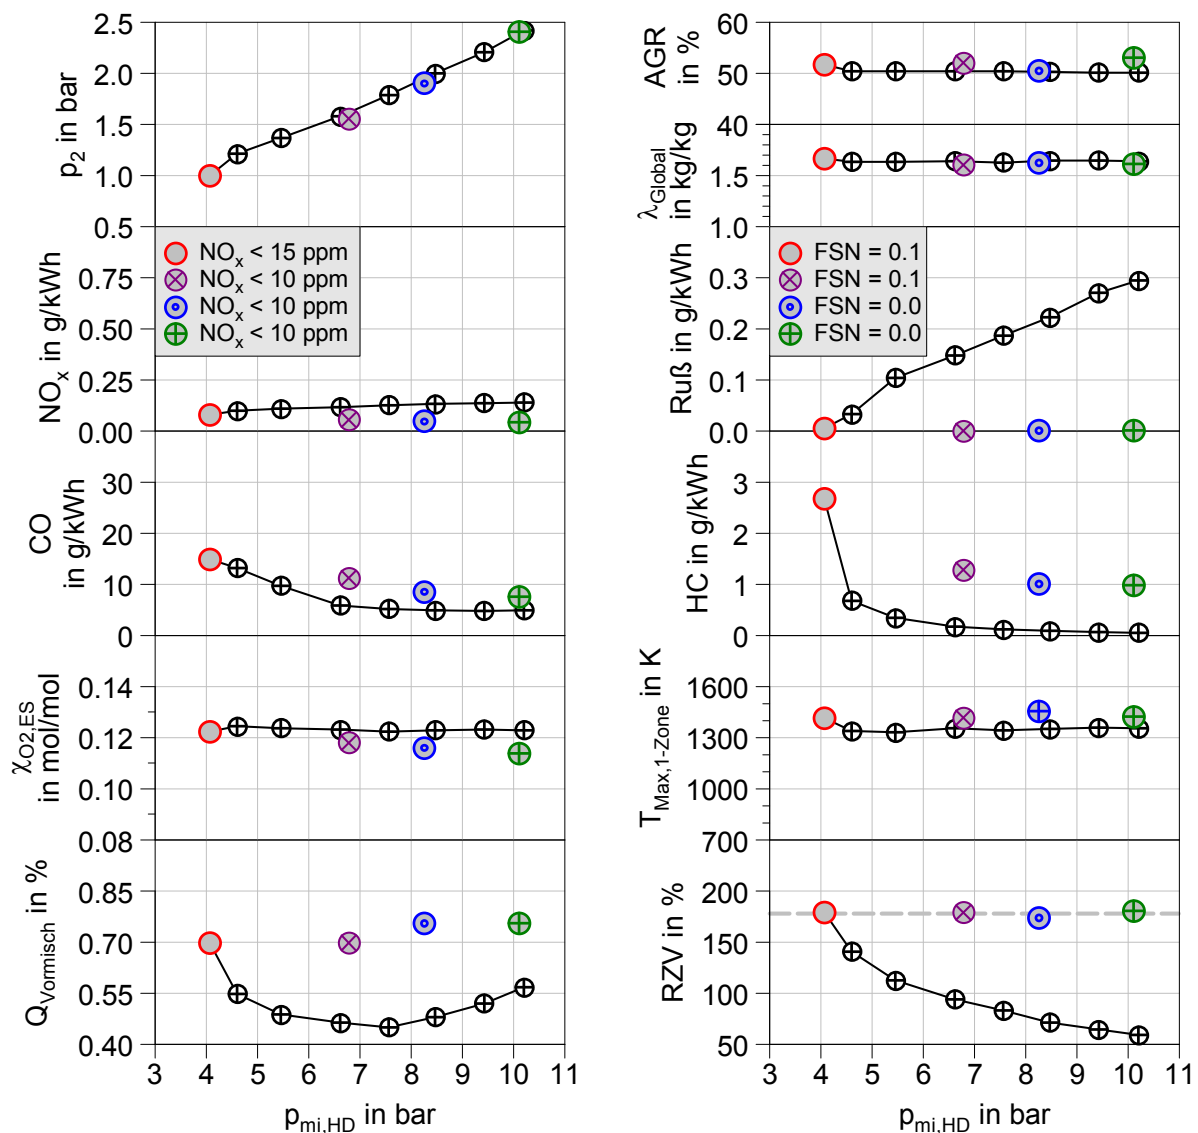 2.5
2.0
1.5
1.0
0.5
p2 in bar
NOx < 15 ppm
NOx < 10 ppm
NOx < 10 ppm
NOx < 10 ppm
0.75
0.50
0.25
0.00
NOx in g/kWh
30
20
10
0
CO
in g/kWh
0.14
0.12
0.10
0.08
χO2,ES
in mol/mol
0.85
0.70
0.55
0.40
QVormisch in %
3 4 5 6 7 8 9 10 11
pmi,HD in bar
60
50
40
AGR
in %
1.5
1.0
λGlobal
in kg/kg
FSN = 0.1
FSN = 0.1
FSN = 0.0
FSN = 0.0
0.3
0.2
0.1
0.0
Ruß in g/kWh
3
2
1
0
HC in g/kWh
1600
1300
1000
700
TMax,1-Zone in K
200
150
100
50
RZV in %
3 4 5 6 7 8 9 10 11
pmi,HD in bar